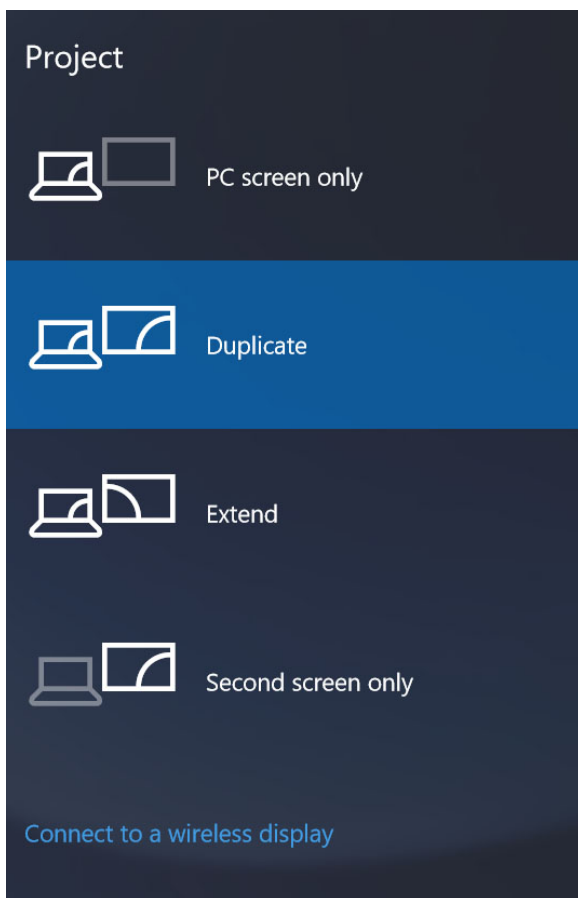 Project
PC screen only
Duplicate
Extend
Second screen only
Connect to a wireless display